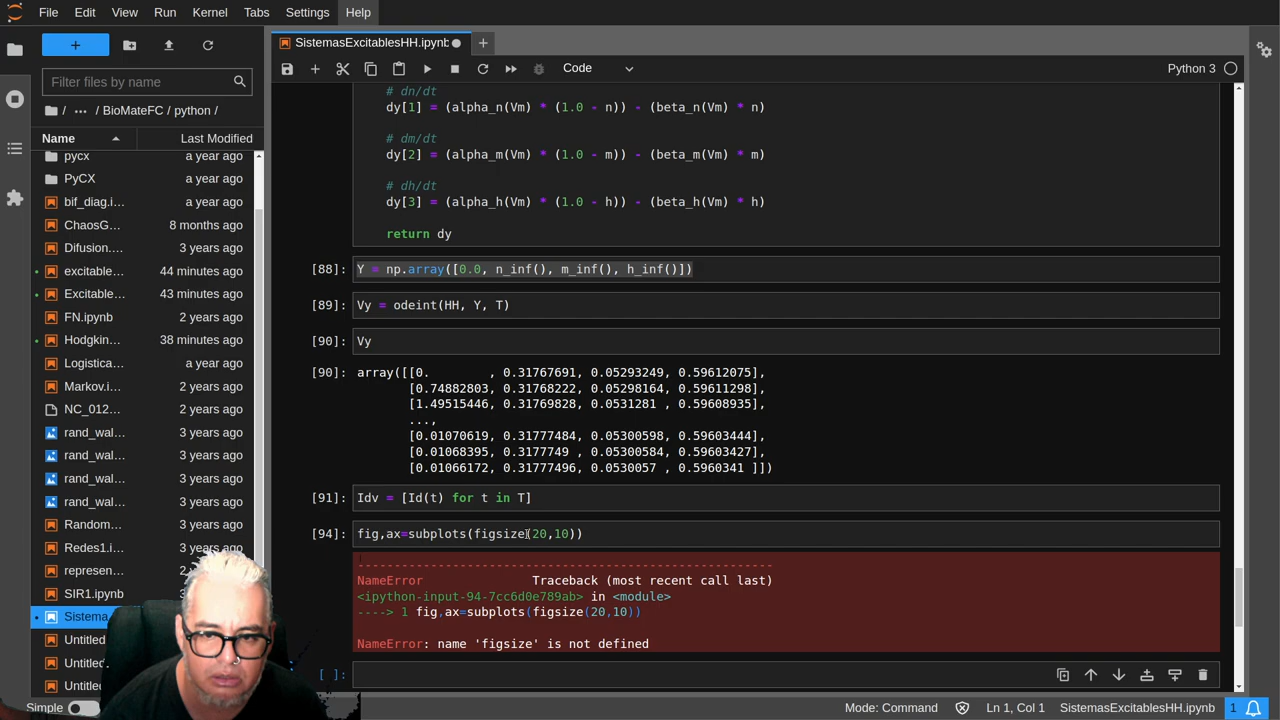 File Edit View Run Kernel Tabs Settings Help
SistemasExcitablesHH.ipynb
Code
Python 3
Filter files by name
/ ... / BioMateFC / python /
Name Last Modified
pycx a year ago
PyCX a year ago
bif_diag.i... a year ago
ChaosG... 8 months ago
Difusion.... 3 years ago
excitable... 44 minutes ago
Excitable... 43 minutes ago
FN.ipynb 2 years ago
Hodgkin... 38 minutes ago
Logistica... a year ago
Markov.i... 2 years ago
NC_012... 2 years ago
rand_wal... 3 years ago
rand_wal... 3 years ago
rand_wal... 3 years ago
rand_wal... 3 years ago
Random... 3 years ago
Redes1.i... 3 years ago
represen... 2
SIR1.ipynb
Sistema
Untitled
Untitled
Untitle
Simple
# dn/dt
dy[1] = (alpha_n(Vm) * (1.0 - n)) - (beta_n(Vm) * n)
# dm/dt
dy[2] = (alpha_m(Vm) * (1.0 - m)) - (beta_m(Vm) * m)
# dh/dt
dy[3] = (alpha_h(Vm) * (1.0 - h)) - (beta_h(Vm) * h)
return dy
[88]: Y = np.array([0.0, n_inf(), m_inf(), h_inf()])
[89]: Vy = odeint(HH, Y, T)
[90]: Vy
[90]: array([[0. , 0.31767691, 0.05293249, 0.59612075],
[0.74882803, 0.31768222, 0.05298164, 0.59611298],
[1.49515446, 0.31769828, 0.0531281 , 0.59608935],
...,
[0.01070619, 0.31777484, 0.05300598, 0.59603444],
[0.01068395, 0.3177749 , 0.05300584, 0.59603427],
[0.01066172, 0.31777496, 0.0530057 , 0.5960341 ]])
[91]: Idv = [Id(t) for t in T]
[94]: fig,ax=subplots(figsize(20,10))
---------------------------------------------------------------------------
NameError Traceback (most recent call last)
<ipython-input-94-7cc6d0e789ab> in <module>
----> 1 fig,ax=subplots(figsize(20,10))
NameError: name 'figsize' is not defined
[ ]:
Mode: Command Ln 1, Col 1 SistemasExcitablesHH.ipynb 1